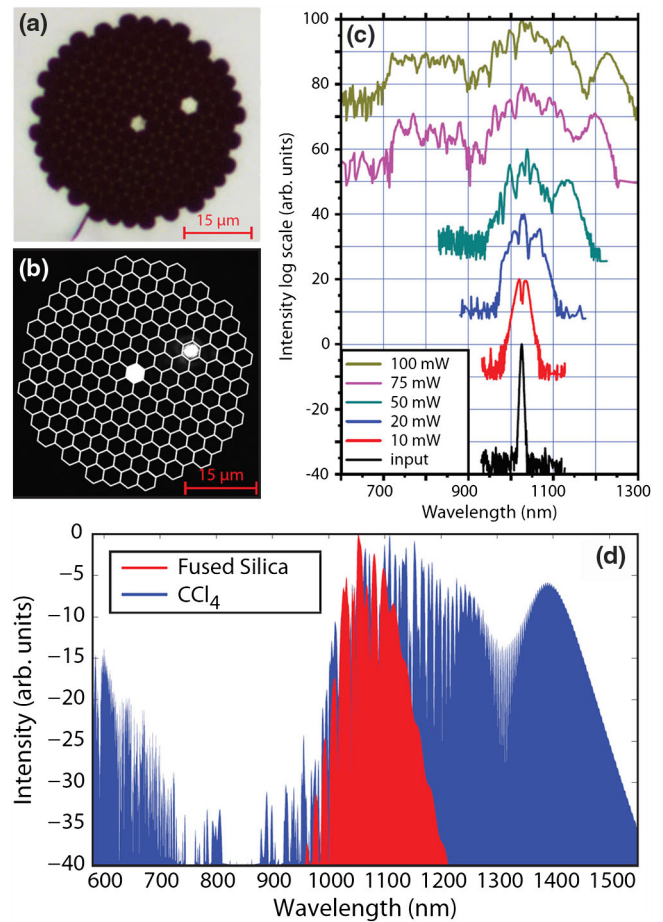 (a)
15 µm
(b)
15 µm
(c)
Intensity log scale (arb. units)
100
80
60
40
20
0
-20
-40
100 mW
75 mW
50 mW
20 mW
10 mW
input
700
900
1100
1300
Wavelength (nm)
(d)
Fused Silica
CCl4
Intensity (arb. units)
0
−5
−10
−15
−20
−25
−30
−35
−40
600
700
800
900
1000
1100
1200
1300
1400
1500
Wavelength (nm)